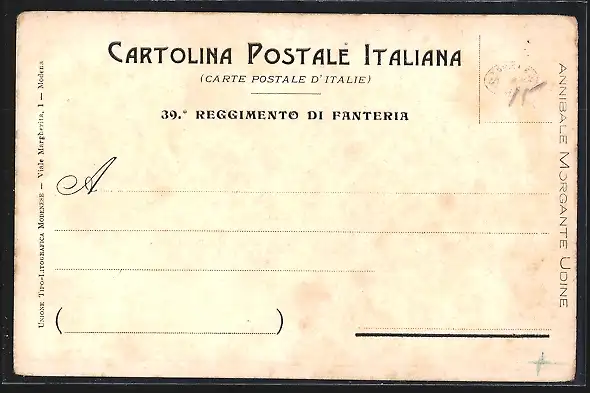 CARTOLINA POSTALE ITALIANA
(CARTE POSTALE D'ITALIE)
39.º REGGIMENTO DI FANTERIA
A
( )
UNIONE TIPO-LITOGRAFICA MODENESE — Viale Margherita, 1 — Modena
ANNIBALE MORGANTE UDINE